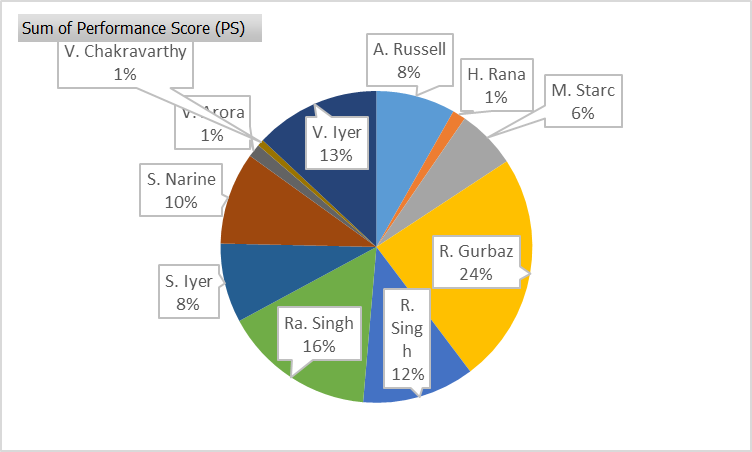 Sum of Performance Score (PS)
V. Chakravarthy
1%
A. Russell
8%
H. Rana
1%
M. Starc
6%
V. Arora
1%
V. Iyer
13%
S. Narine
10%
R. Gurbaz
24%
S. Iyer
8%
Ra. Singh
16%
R.
Sing
h
12%